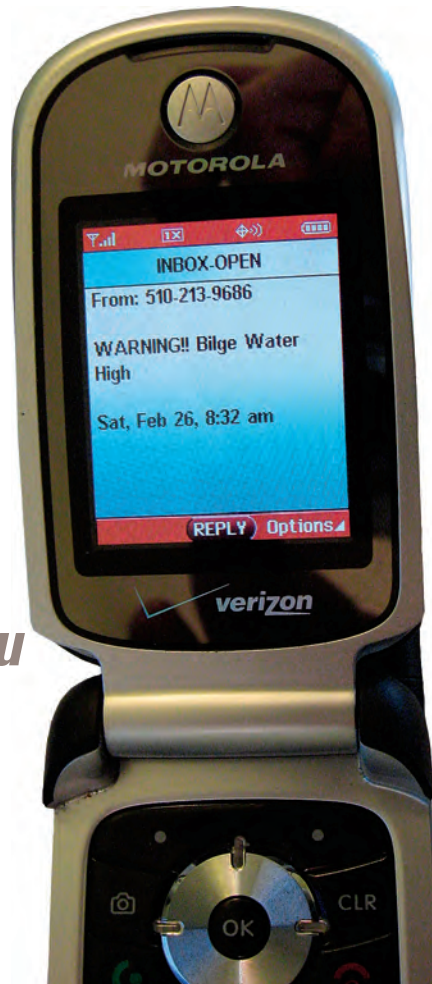 MOTOROLA
1X
INBOX-OPEN
From: 510-213-9686
WARNING!! Bilge Water
High
Sat, Feb 26, 8:32 am
REPLY Options
verizon
u
CLR
OK